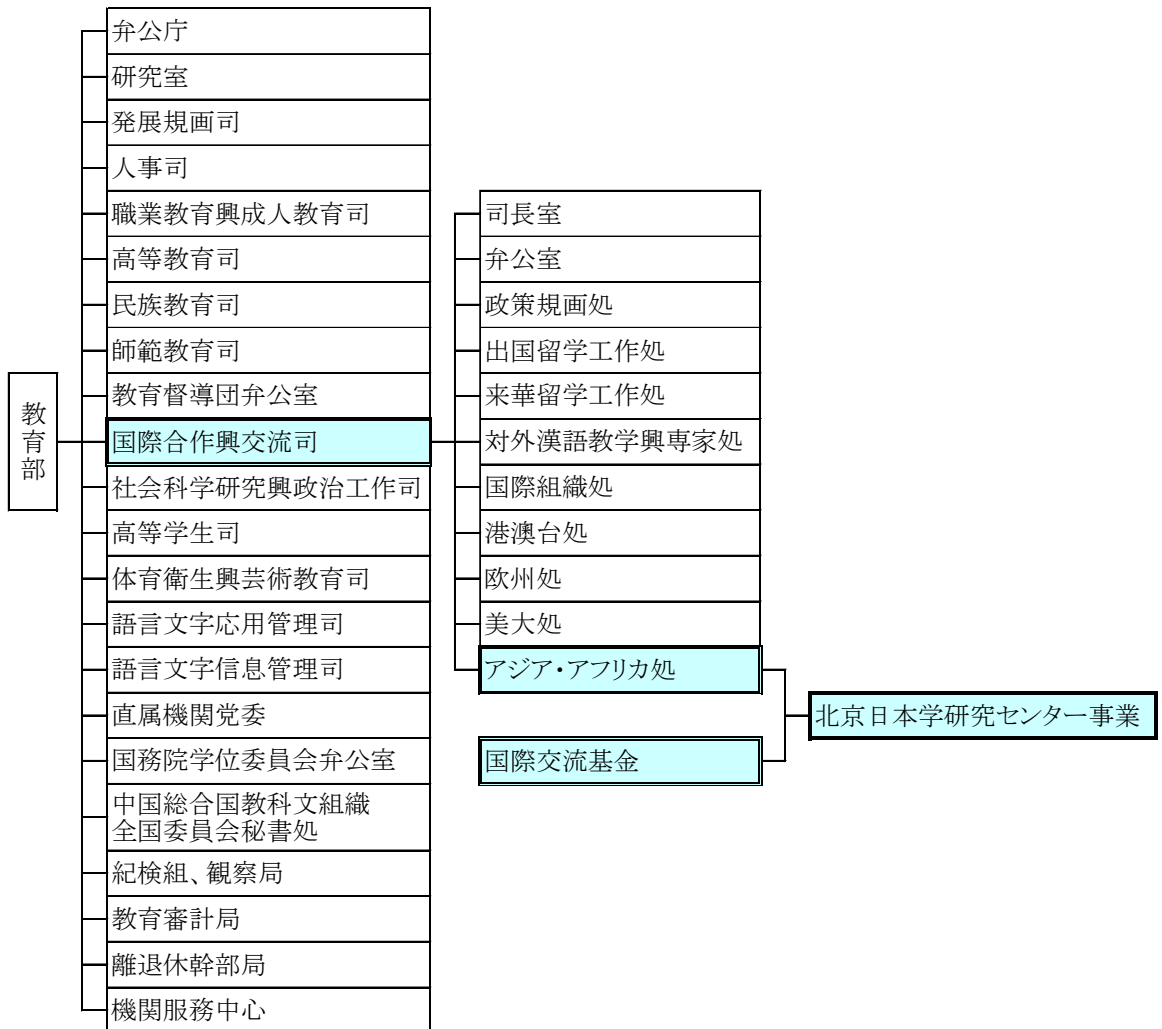 教育部
弁公庁
研究室
発展規画司
人事司
職業教育興成人教育司
高等教育司
民族教育司
師範教育司
教育督導団弁公室
国際合作興交流司
社会科学研究興政治工作司
高等学生司
体育衛生興芸術教育司
語言文字応用管理司
語言文字信息管理司
直属機関党委
国務院学位委員会弁公室
中国総合国教科文組織
全国委員会秘書処
紀検組、観察局
教育審計局
離退休幹部局
機関服務中心
司長室
弁公室
政策規画処
出国留学工作処
来華留学工作処
対外漢語教学興専家処
国際組織処
港澳台処
欧州処
美大処
アジア・アフリカ処
国際交流基金
北京日本学研究センター事業